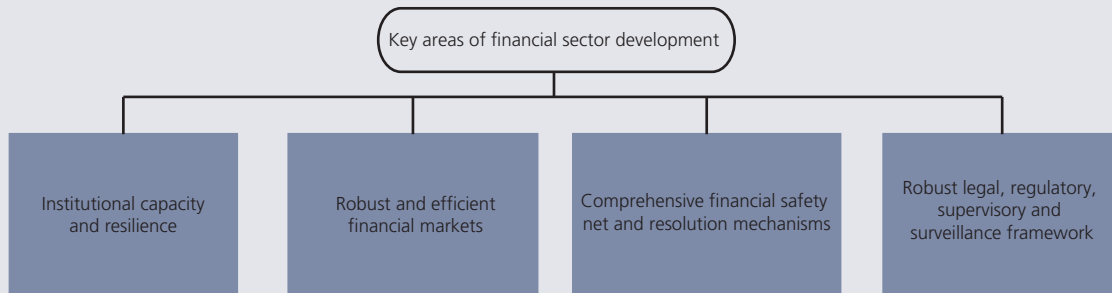 Key areas of financial sector development
Institutional capacity
and resilience
Robust and efficient
financial markets
Comprehensive financial safety
net and resolution mechanisms
Robust legal, regulatory,
supervisory and
surveillance framework